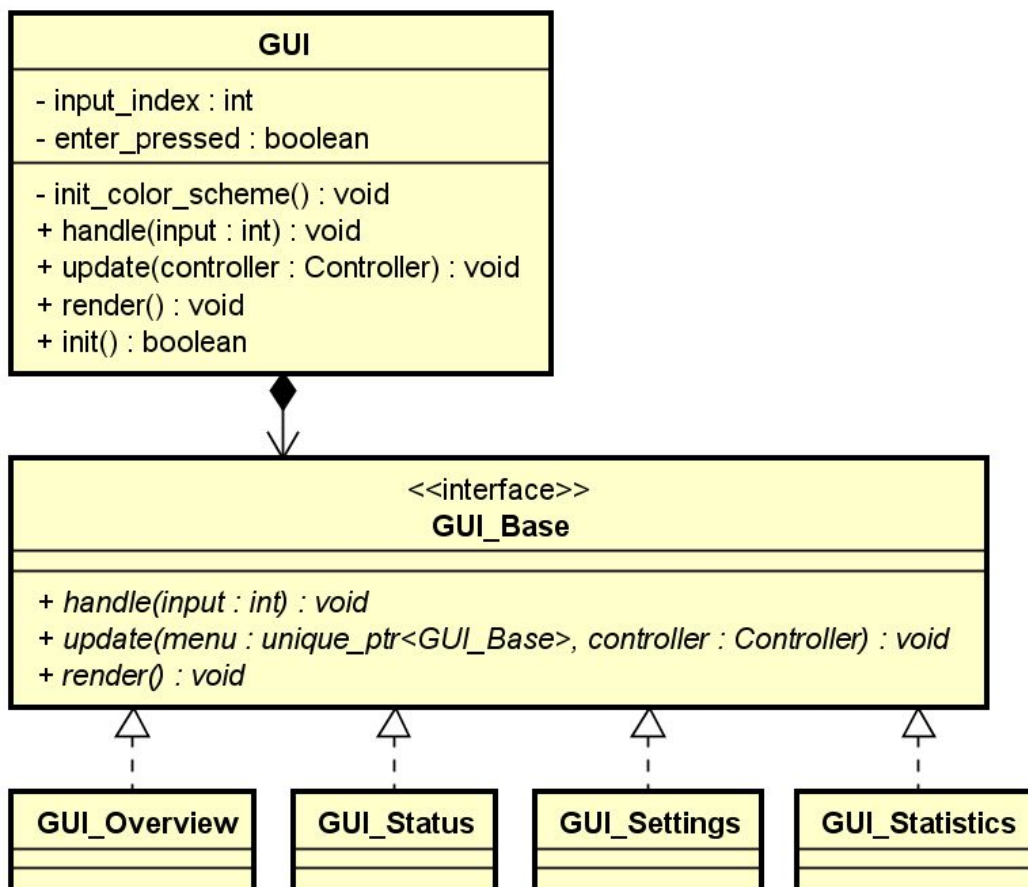 GUI
- input_index : int
- enter_pressed : boolean
- init_color_scheme() : void
+ handle(input : int) : void
+ update(controller : Controller) : void
+ render() : void
+ init() : boolean
<<interface>>
GUI_Base
+ handle(input : int) : void
+ update(menu : unique_ptr<GUI_Base>, controller : Controller) : void
+ render() : void
GUI_Overview
GUI_Status
GUI_Settings
GUI_Statistics